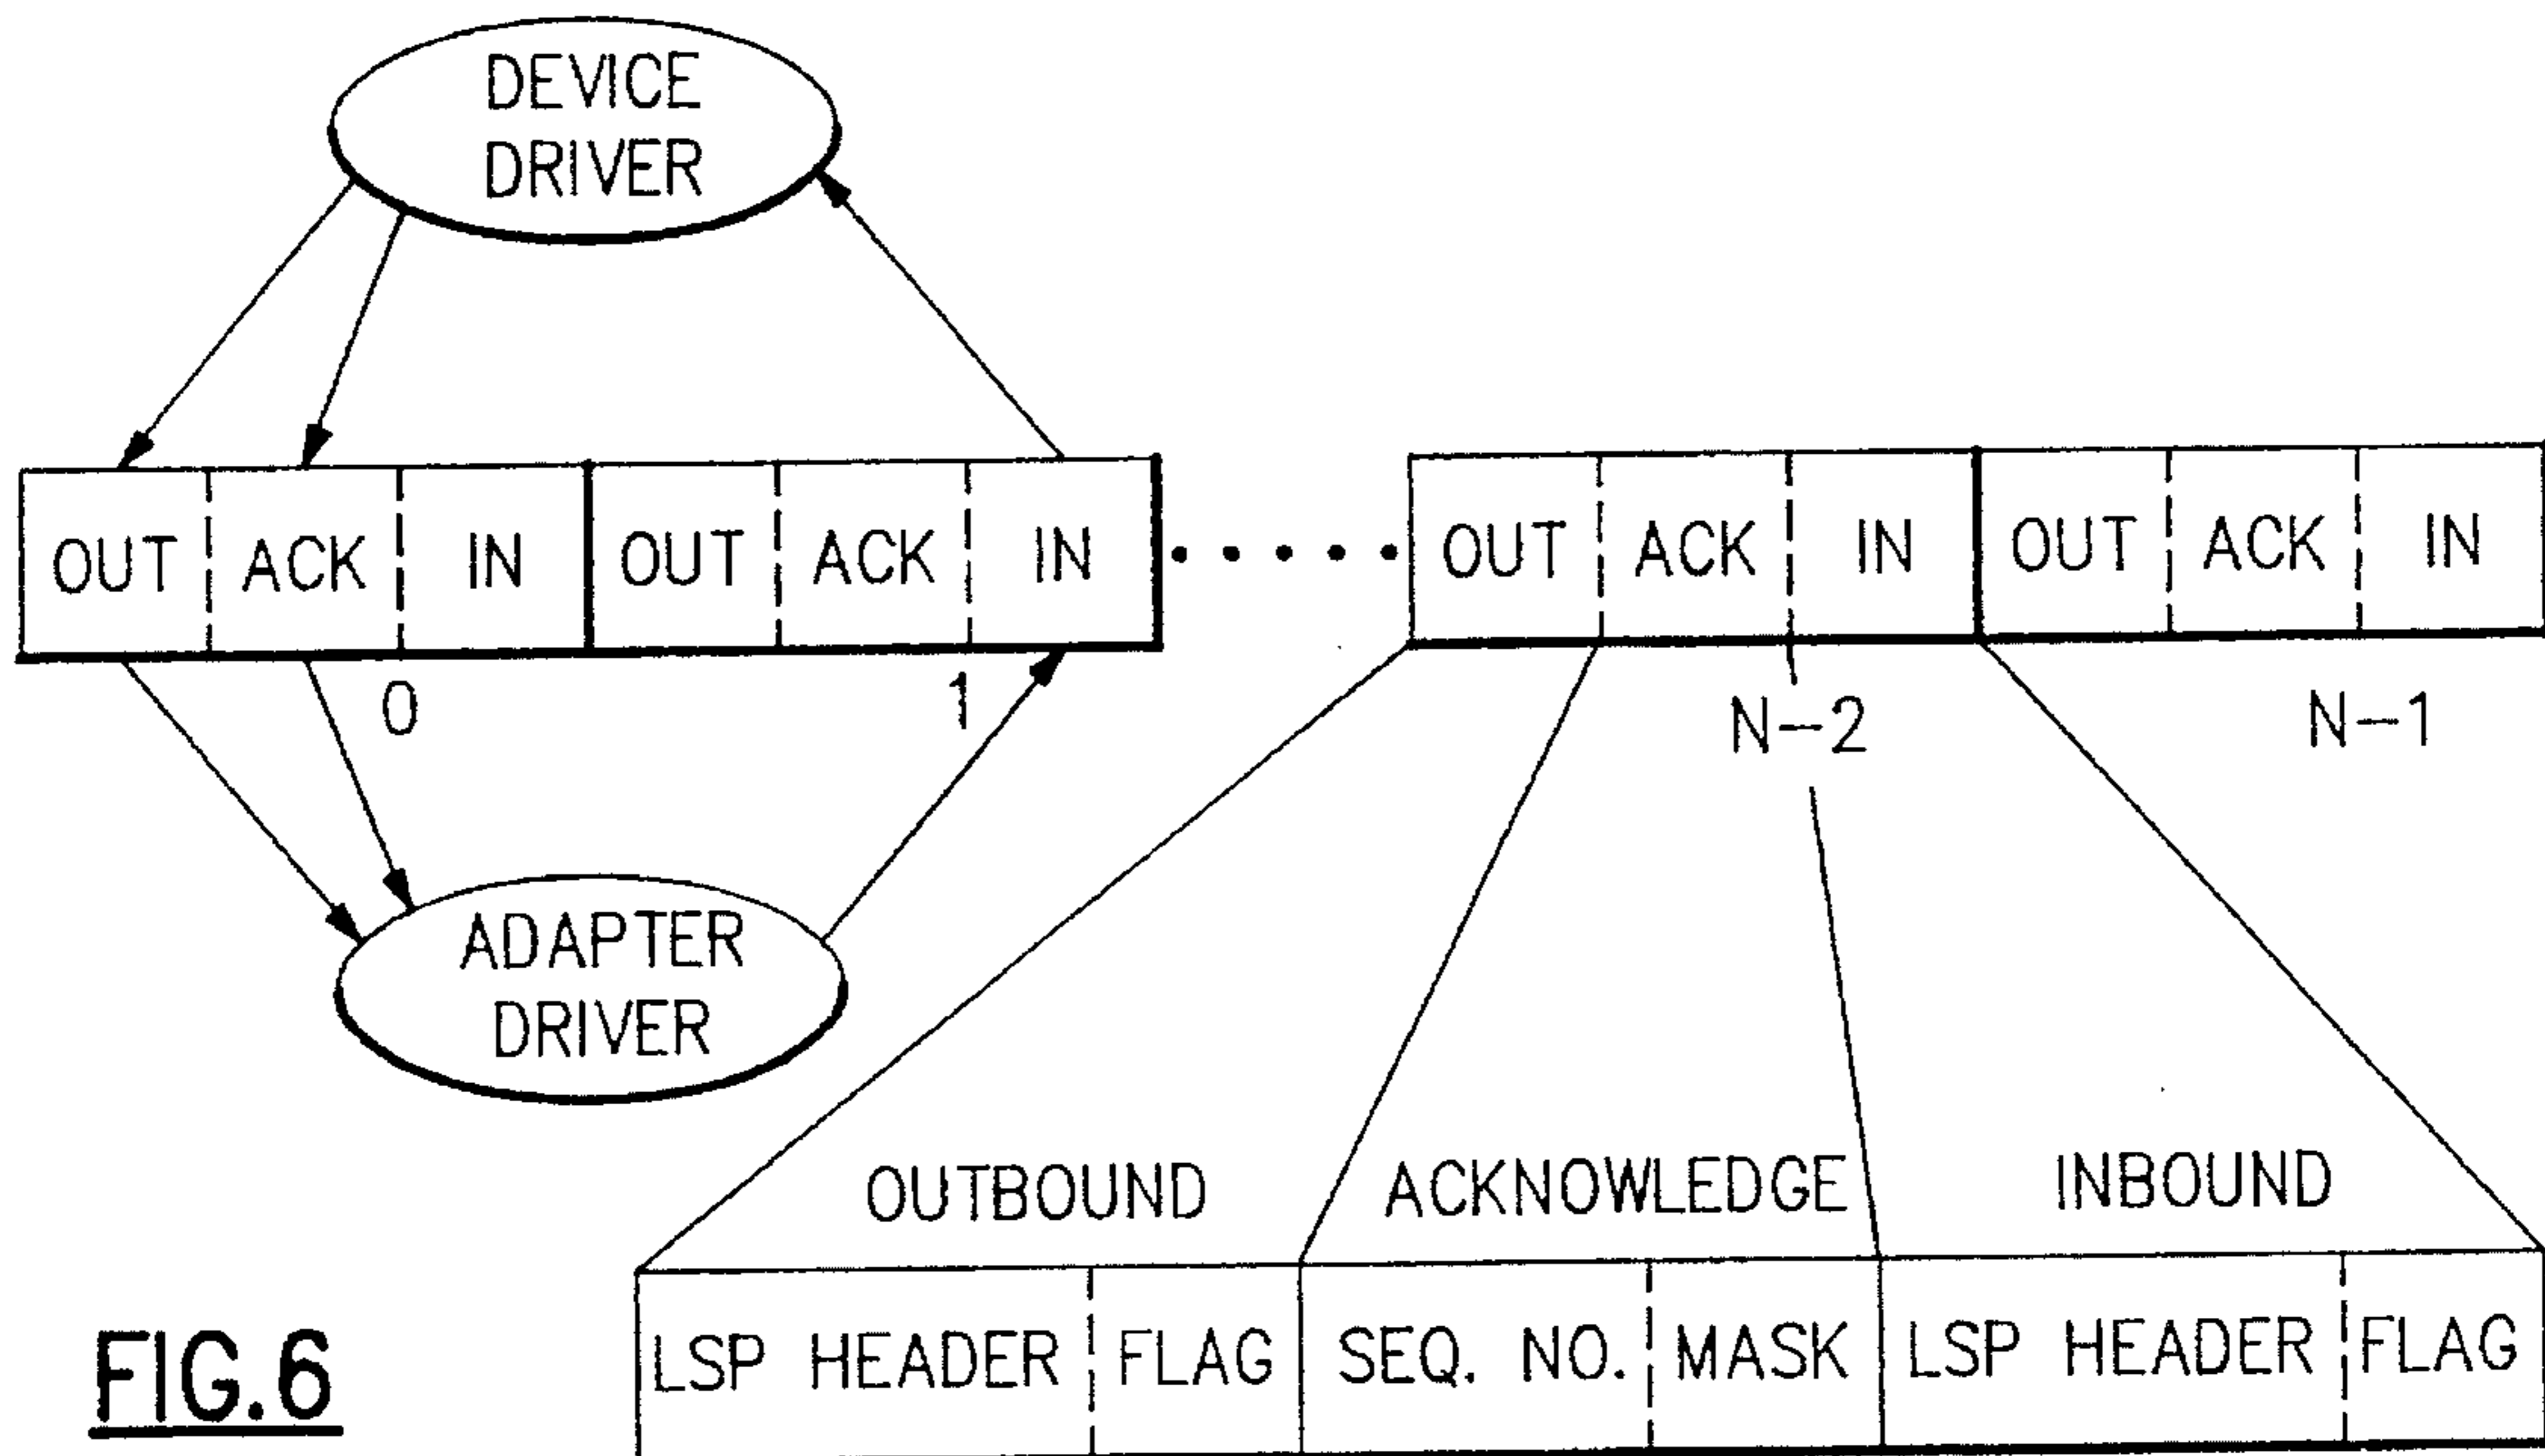 DEVICE
DRIVER
OUT ACK IN OUT ACK IN OUT ACK IN OUT ACK IN
0 1 N-2 N-1
ADAPTER
DRIVER
OUTBOUND ACKNOWLEDGE INBOUND
LSP HEADER FLAG SEQ. NO. MASK LSP HEADER FLAG
FIG.6